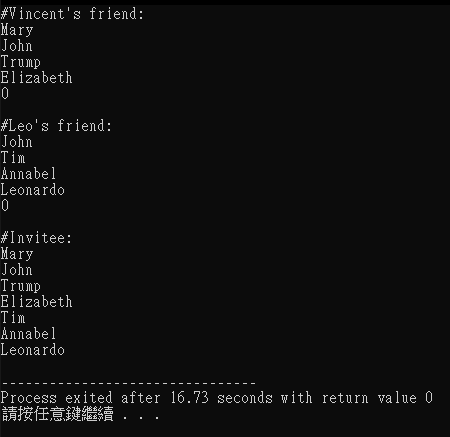 #Vincent's friend:
Mary
John
Trump
Elizabeth
0
#Leo's friend:
John
Tim
Annabel
Leonardo
0
#Invitee:
Mary
John
Trump
Elizabeth
Tim
Annabel
Leonardo
--------------------------------
Process exited after 16.73 seconds with return value 0
請按任意鍵繼續 . . .